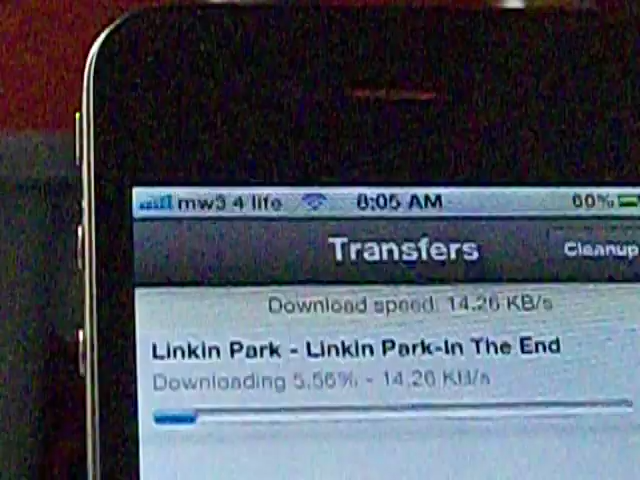 mw3 4 life 8:05 AM 60%
Transfers Cleanup
Download speed: 14.26 KB/s
Linkin Park - Linkin Park-In The End
Downloading 5.56% - 14.26 KB/s